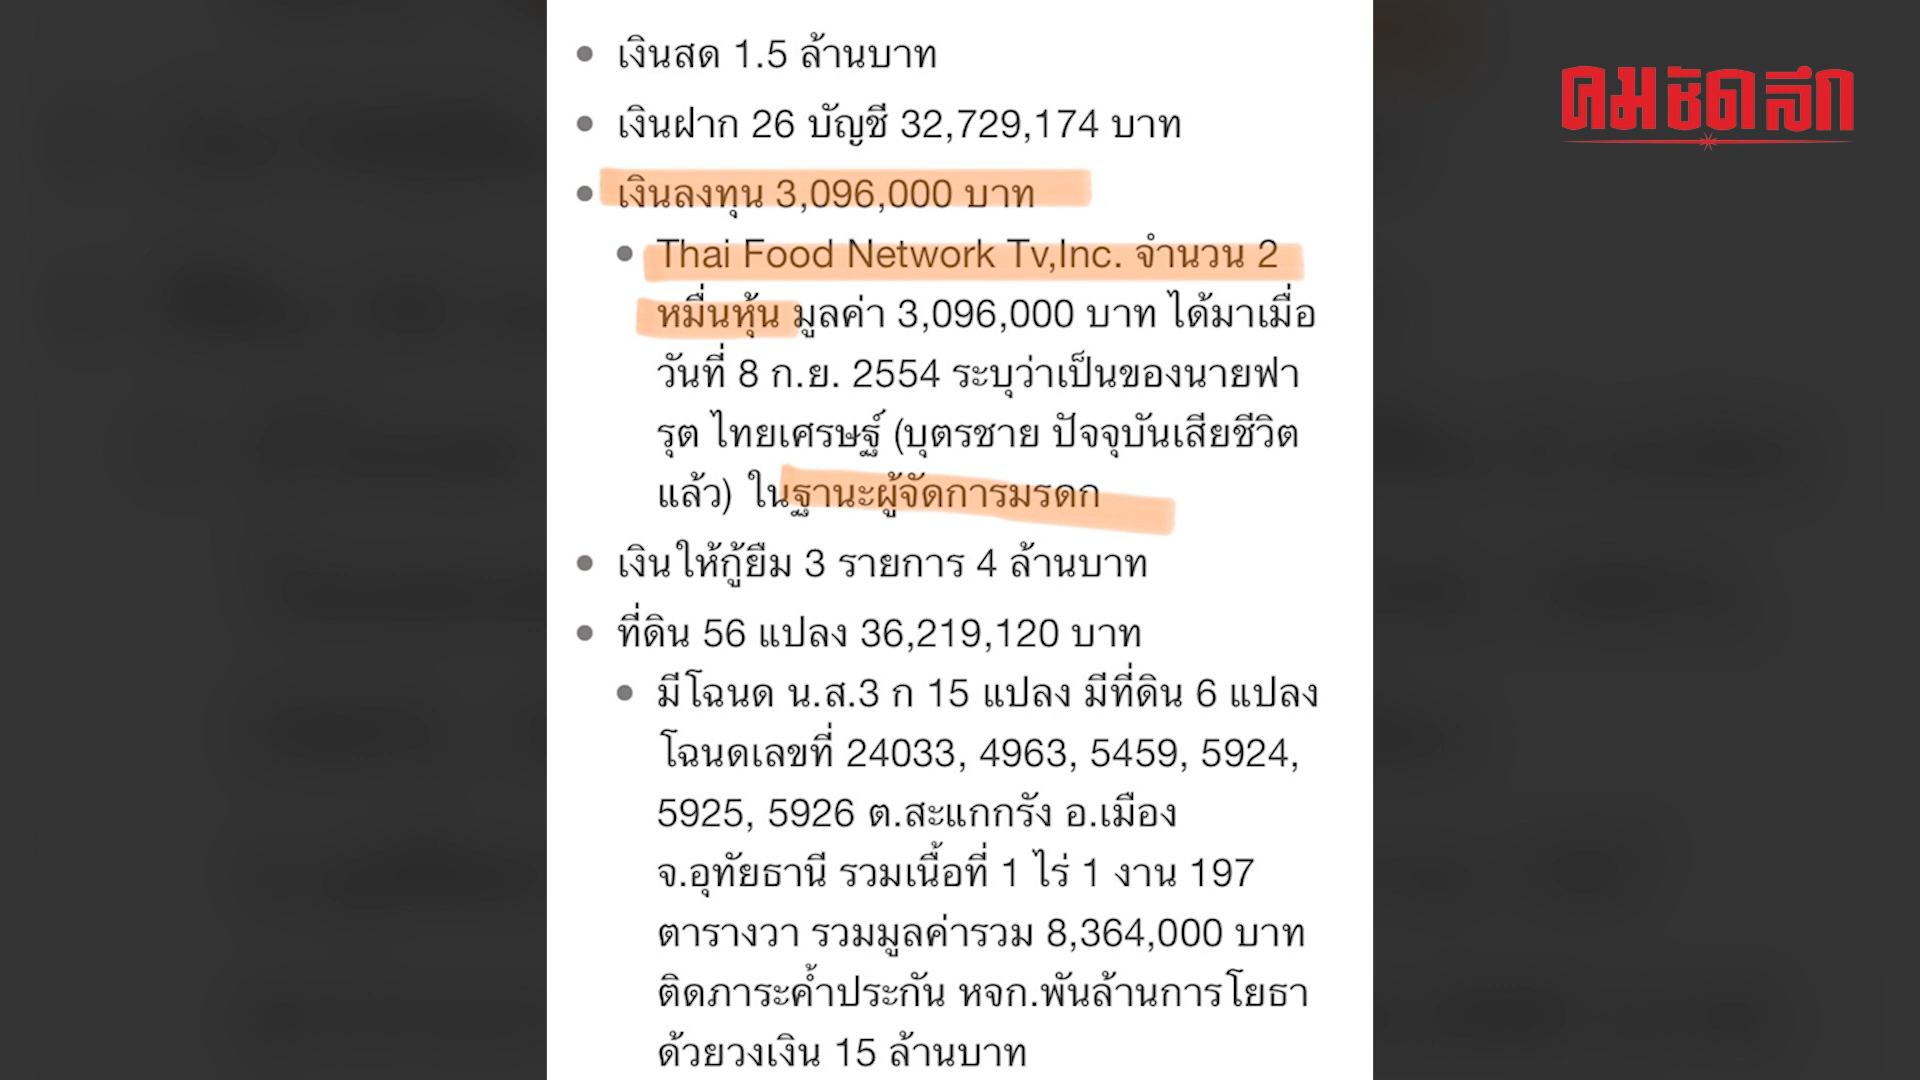 เงินสด 1.5 ล้านบาท
เงินฝาก 26 บัญชี 32,729,174 บาท
เงินลงทุน 3,096,000 บาท
Thai Food Network Tv,Inc. จำนวน 2
หมื่นหุ้น มูลค่า 3,096,000 บาท ได้มาเมื่อ
วันที่ 8 ก.ย. 2554 ระบุว่าเป็นของนายฟา
รุต ไทยเศรษฐ์ (บุตรชาย ปัจจุบันเสียชีวิต
แล้ว) ในฐานะผู้จัดการมรดก
เงินให้กู้ยืม 3 รายการ 4 ล้านบาท
ที่ดิน 56 แปลง 36,219,120 บาท
มีโฉนด น.ส.3 ก 15 แปลง มีที่ดิน 6 แปลง
โฉนดเลขที่ 24033, 4963, 5459, 5924,
5925, 5926 ต.สะแกกรัง อ.เมือง
จ.อุทัยธานี รวมเนื้อที่ 1 ไร่ 1 งาน 197
ตารางวา รวมมูลค่ารวม 8,364,000 บาท
ติดภาระค้ำประกัน หจก.พันล้านการโยธา
ด้วยวงเงิน 15 ล้านบาท
คมชัดลึก